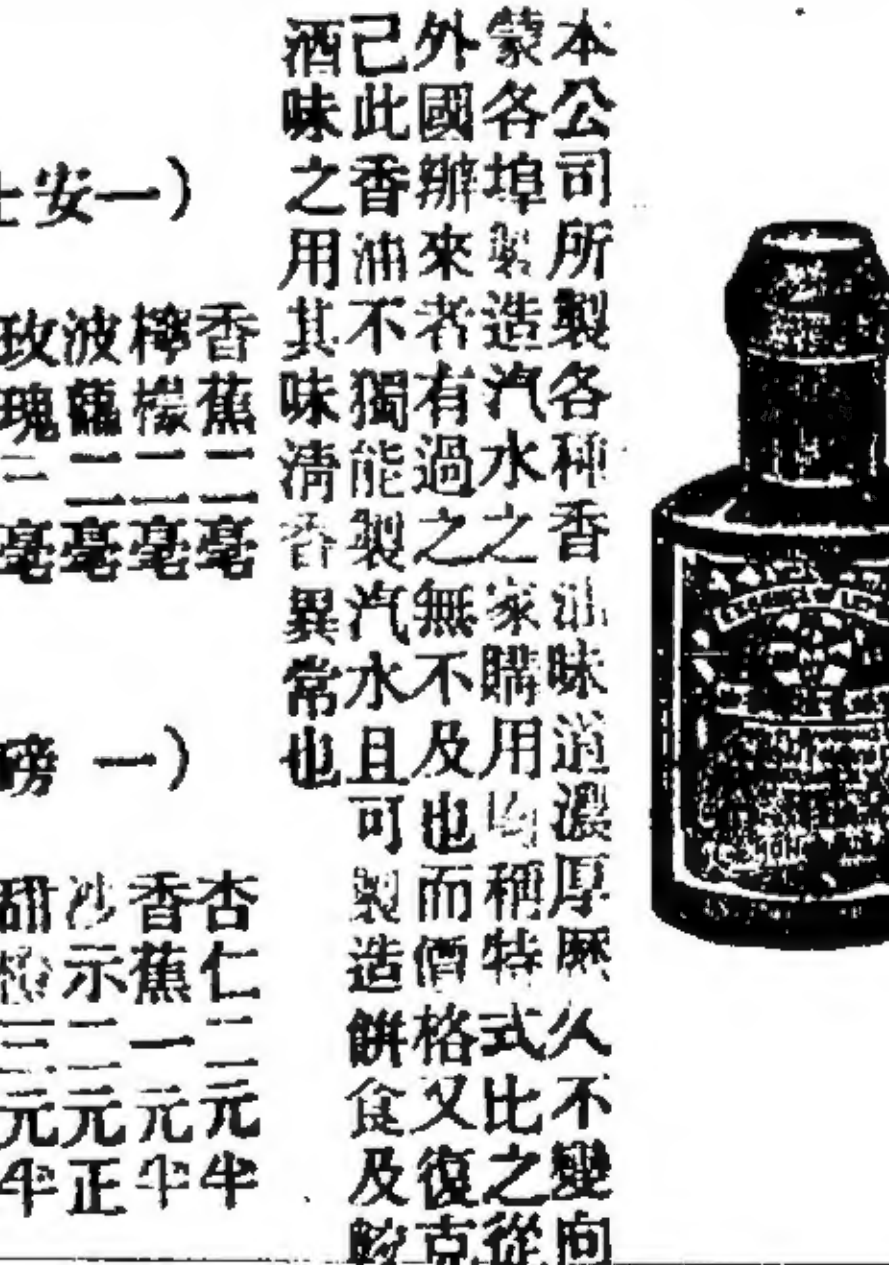 本公司所製各種香油味道濃厚歷久不變向
蒙各埠製造汽水之家購用均稱特式比之從
外國辦來者有過之無不及也而價格又復克
己此香油不獨能製汽水且可製造餅食及
酒味之用其味清香異常也
(一安士
香蕉二毫
檸檬二毫
波蘿二毫
玫瑰二毫
(一磅
杏仁二元半
香蕉一元半
沙示二元正
三元半